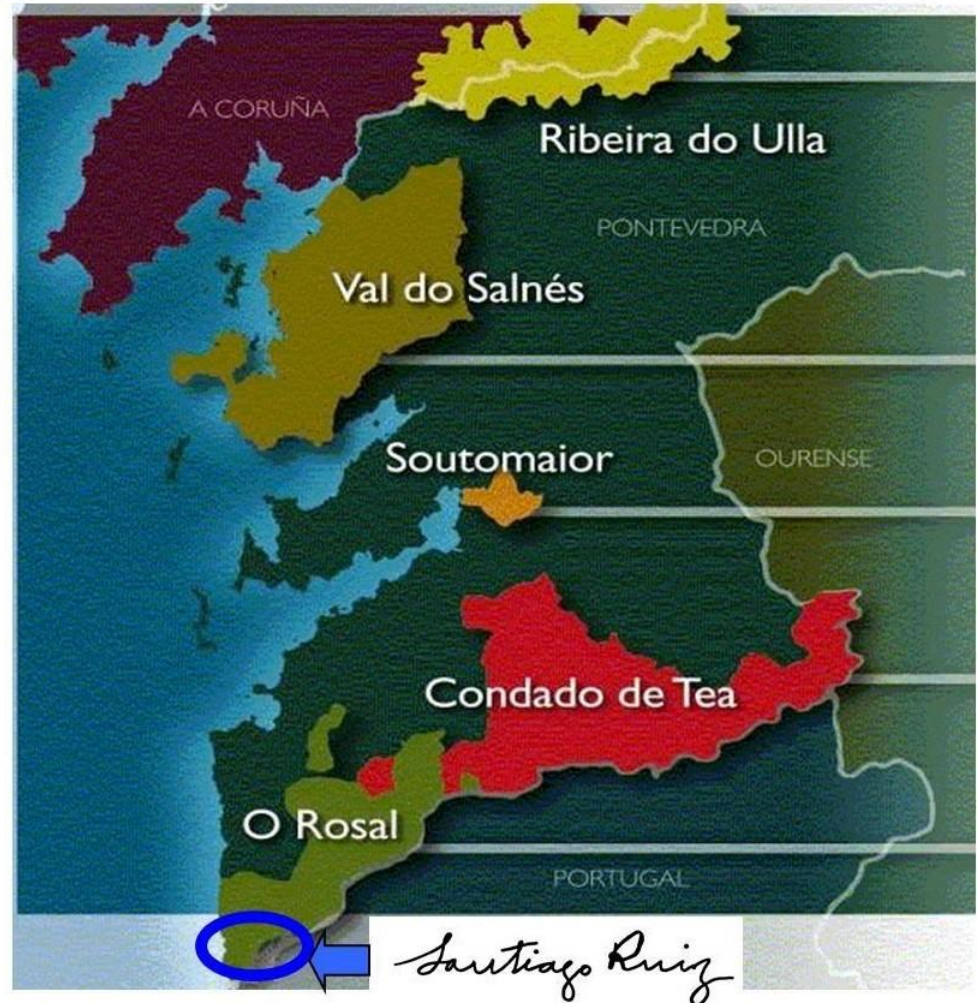 A CORUÑA
Ribeira do Ulla
PONTEVEDRA
Val do Salnés
Soutomaior
OURENSE
Condado de Tea
O Rosal
PORTUGAL
Santiago Ruiz